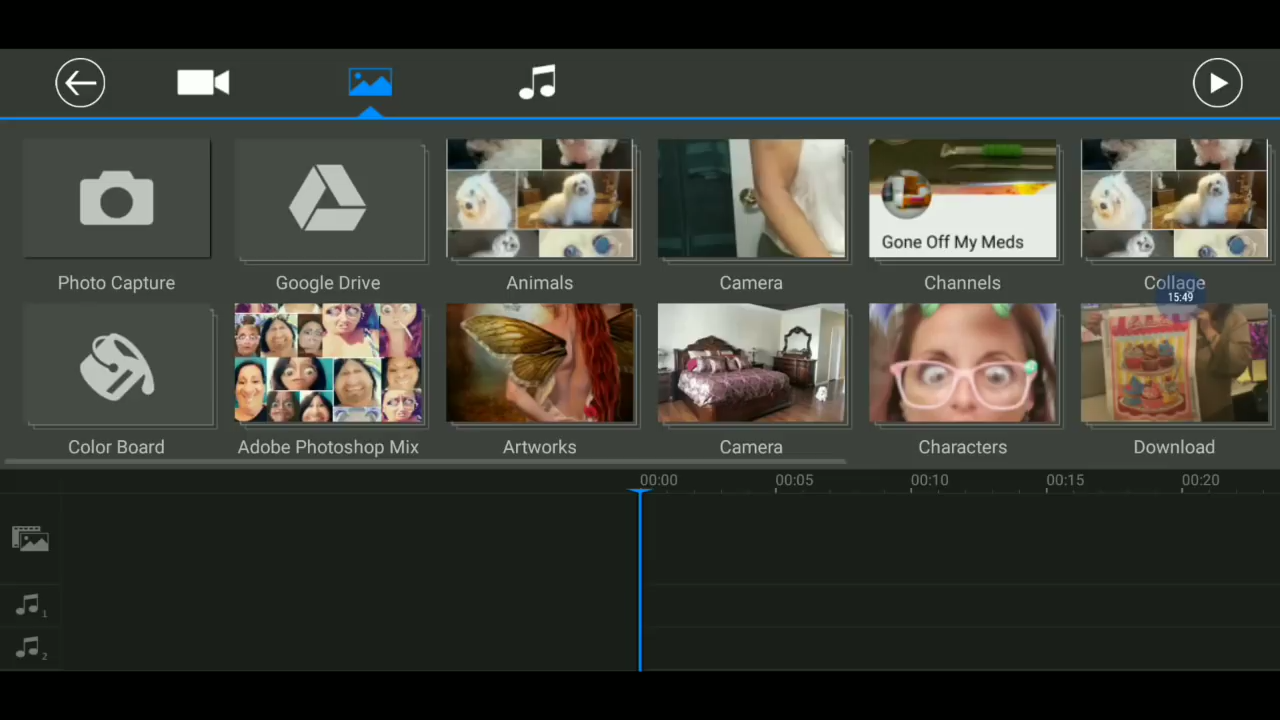 Gone Off My Meds
Photo Capture
Google Drive
Animals
Camera
Channels
Collage
15:49
Color Board
Adobe Photoshop Mix
Artworks
Camera
Characters
Download
00:00
00:05
00:10
00:15
00:20
1
2